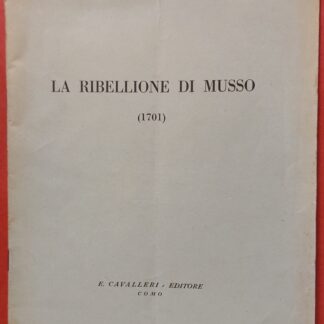 LA RIBELLIONE DI MUSSO
(1701)
E. CAVALLERI - EDITORE
COMO